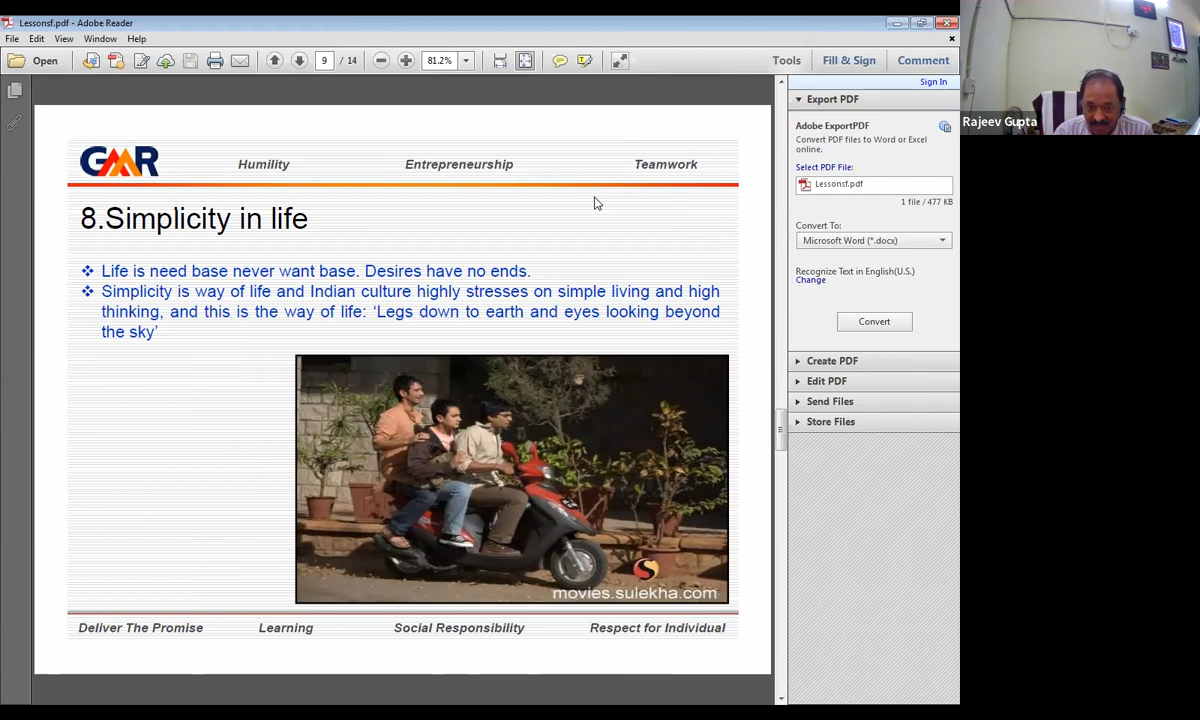 Lessonsf.pdf - Adobe Reader
File Edit View Window Help
Open 9 / 14 81.2% Tools Fill & Sign Comment
Sign In
GMR Humility Entrepreneurship Teamwork
8.Simplicity in life
Life is need base never want base. Desires have no ends.
Simplicity is way of life and Indian culture highly stresses on simple living and high
thinking, and this is the way of life: ‘Legs down to earth and eyes looking beyond
the sky’
movies.sulekha.com
Deliver The Promise Learning Social Responsibility Respect for Individual
Export PDF
Adobe ExportPDF
Convert PDF files to Word or Excel
online.
Select PDF File:
Lessonsf.pdf
1 file / 477 KB
Convert To:
Microsoft Word (*.docx)
Recognize Text in English(U.S.)
Change
Convert
Create PDF
Edit PDF
Send Files
Store Files
Rajeev Gupta